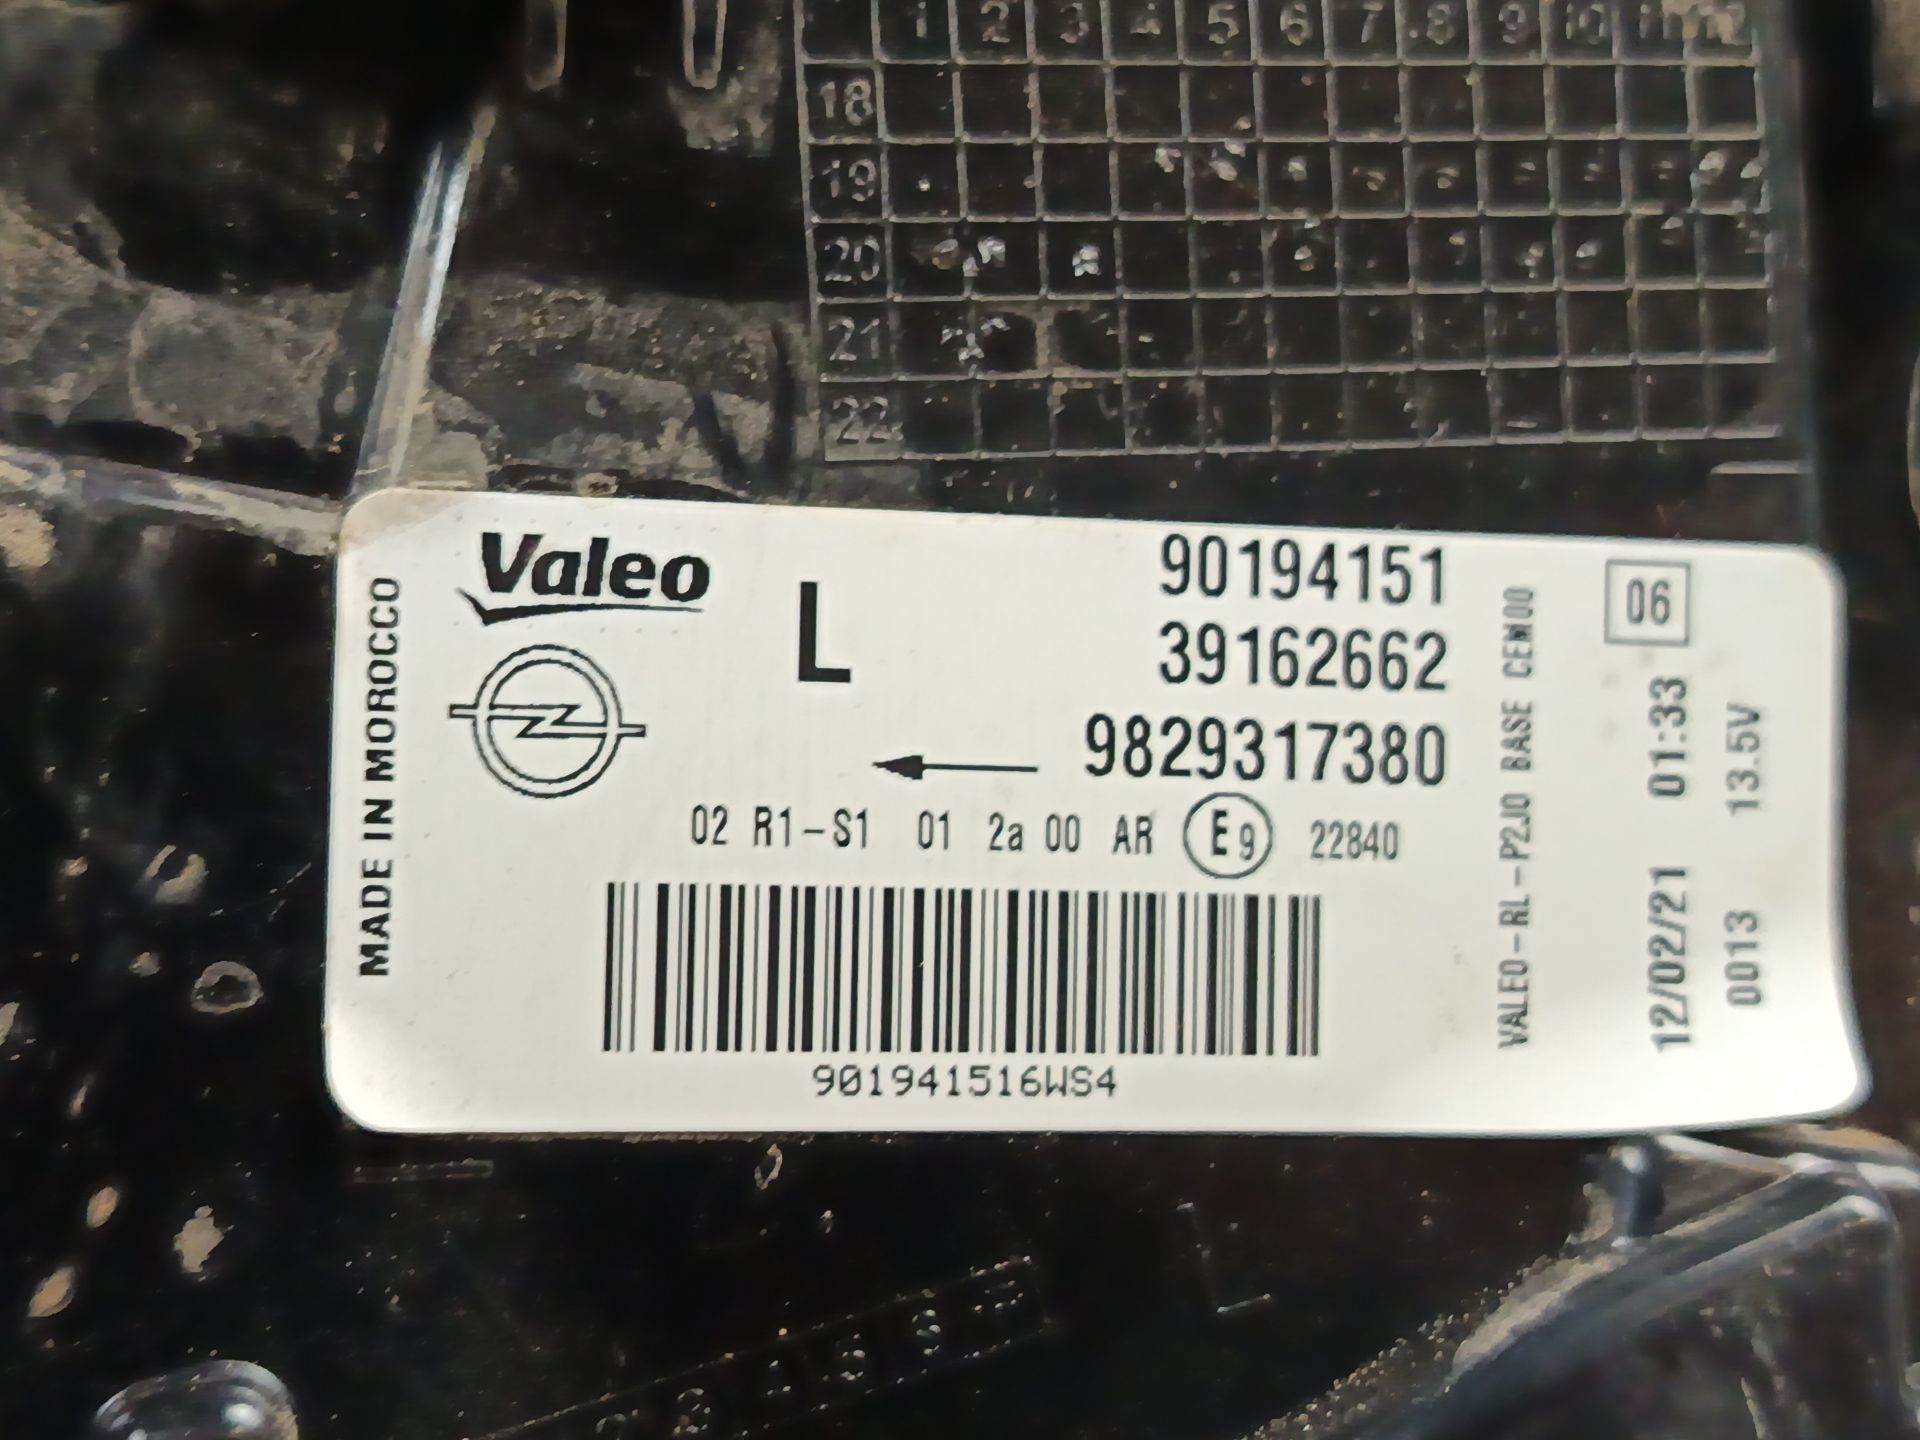 1 2 3 4 5 6 7 8 9 10 11 12
18
19
20
21
22
MADE IN MOROCCO
Valeo
L
90194151
39162662
9829317380
02 R1-S1 01 2a 00 AR E9 22840
901941516WS4
VALEO-RL-P2JO BASE CEM00
12/02/21 01:33 06
0013 13.5V